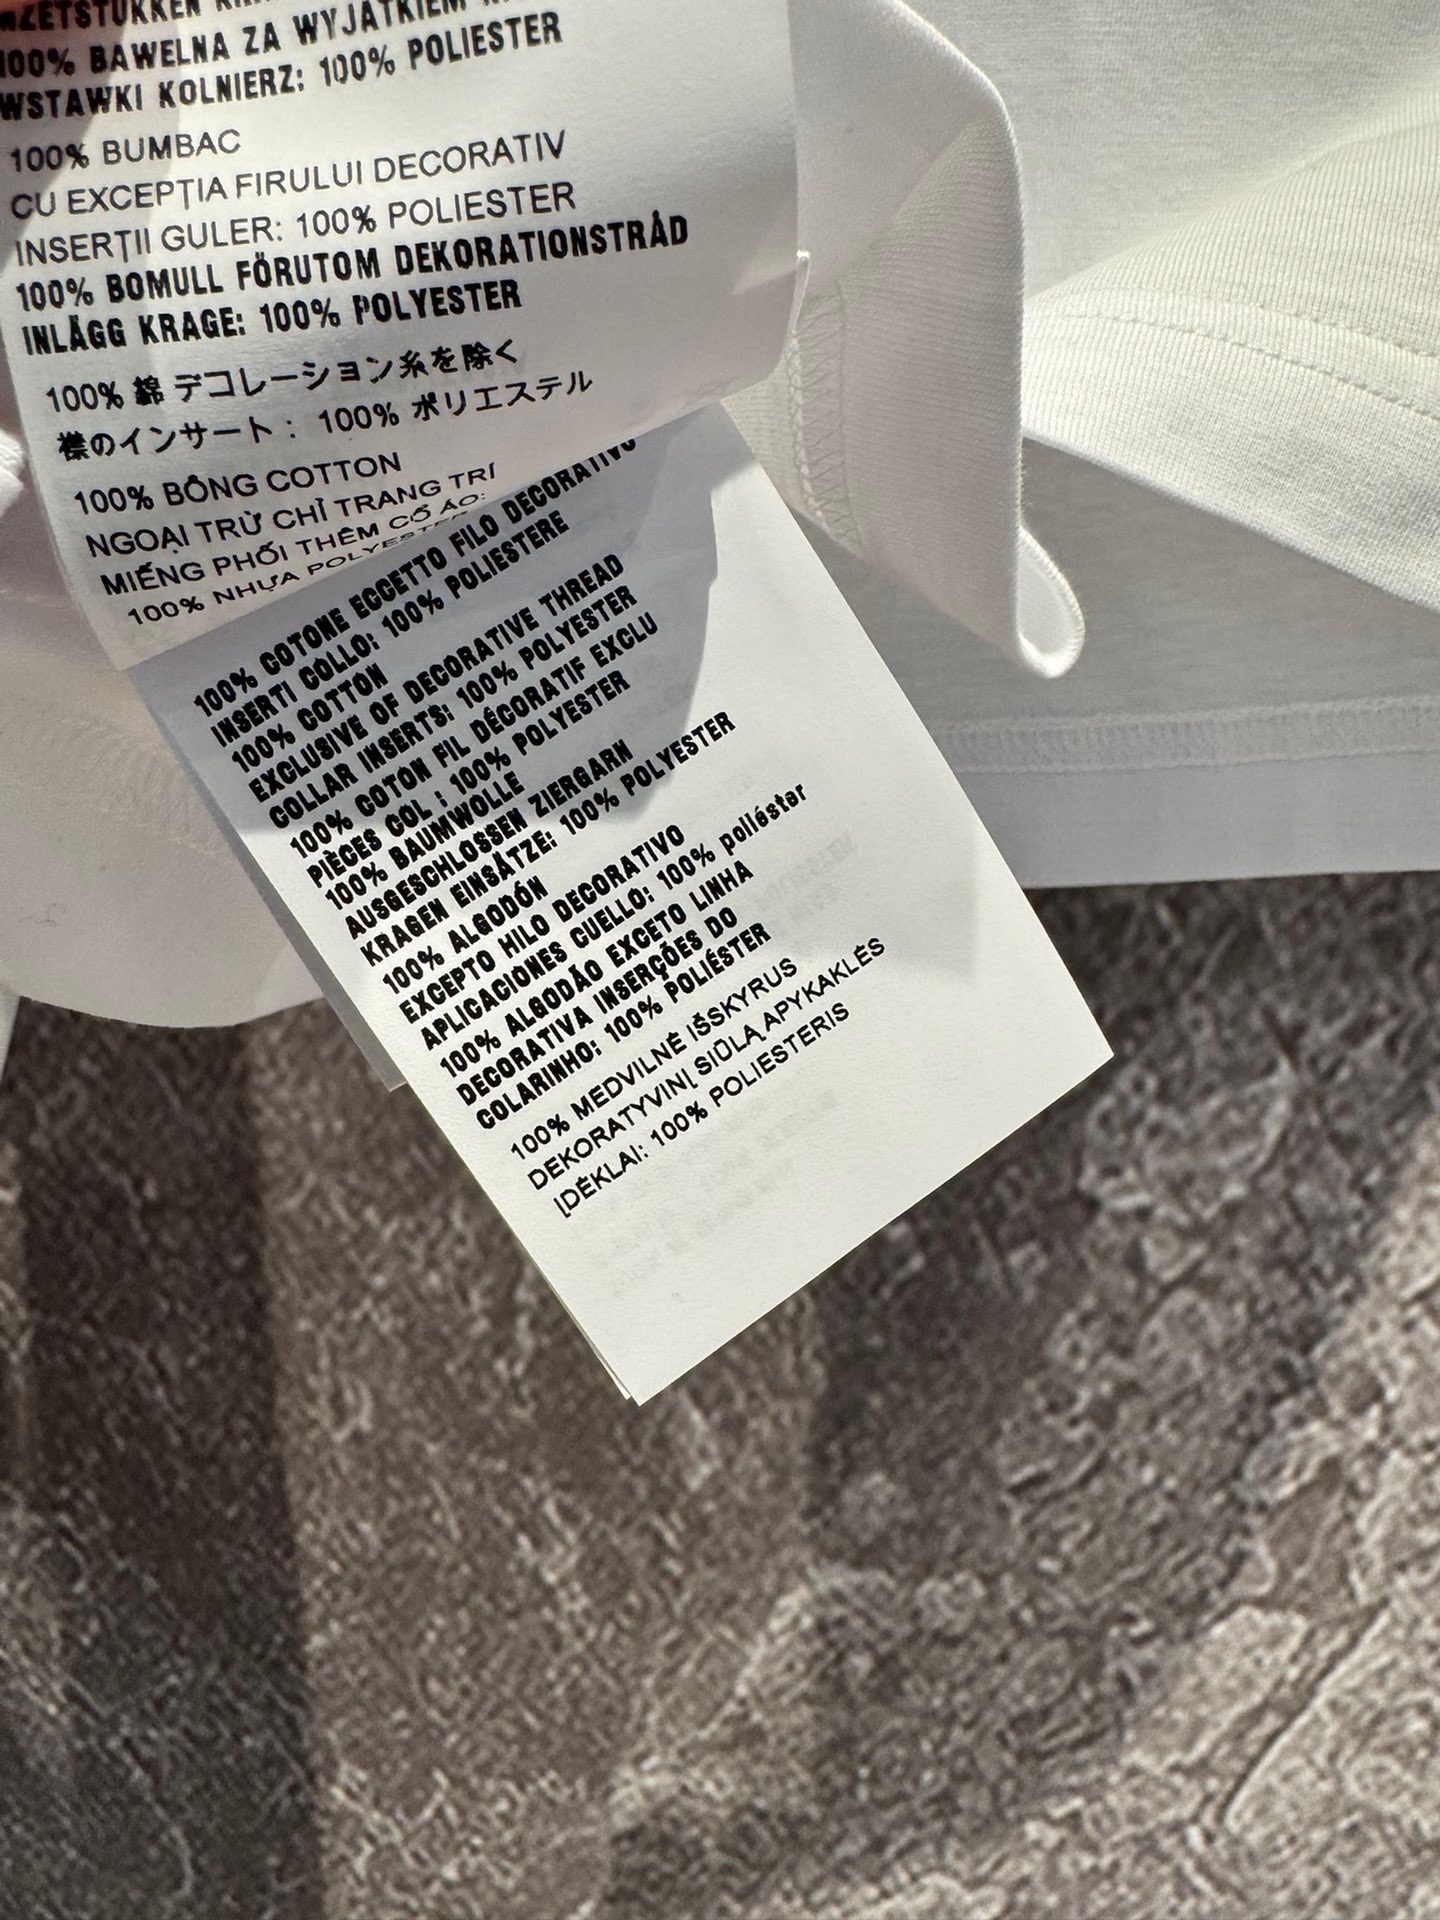 100% BAWELNA ZA WYJĄTKIEM
WSTAWKI KOLNIERZ: 100% POLIESTER
100% BUMBAC
CU EXCEPȚIA FIRULUI DECORATIV
INSERȚII GULER: 100% POLIESTER
100% BOMULL FÖRUTOM DEKORATIONSTRÅD
INLÄGG KRAGE: 100% POLYESTER
100% 綿 デコレーション糸を除く
襟のインサート： 100% ポリエステル
100% BÔNG COTTON
NGOẠI TRỪ CHỈ TRANG TRÍ
MIẾNG PHỐI THÊM CỔ ÁO:
100% NHỰA POLYESTER
100% COTONE ECCETTO FILO DECORATIVO
INSERTI COLLO: 100% POLIESTERE
100% COTTON
EXCLUSIVE OF DECORATIVE THREAD
COLLAR INSERTS: 100% POLYESTER
100% COTON FIL DÉCORATIF EXCLU
PIÈCES COL : 100% POLYESTER
100% BAUMWOLLE
AUSGESCHLOSSEN ZIERGARN
KRAGEN EINSÄTZE: 100% POLYESTER
100% ALGODÓN
EXCEPTO HILO DECORATIVO
APLICACIONES CUELLO: 100% poliéster
100% ALGODÃO EXCETO LINHA
DECORATIVA INSERÇÕES DO
COLARINHO: 100% POLIÉSTER
100% MEDVILNĖ IŠSKYRUS
DEKORATYVINĮ SIŪLĄ APYKAKLĖS
ĮDĖKLAI: 100% POLIESTERIS